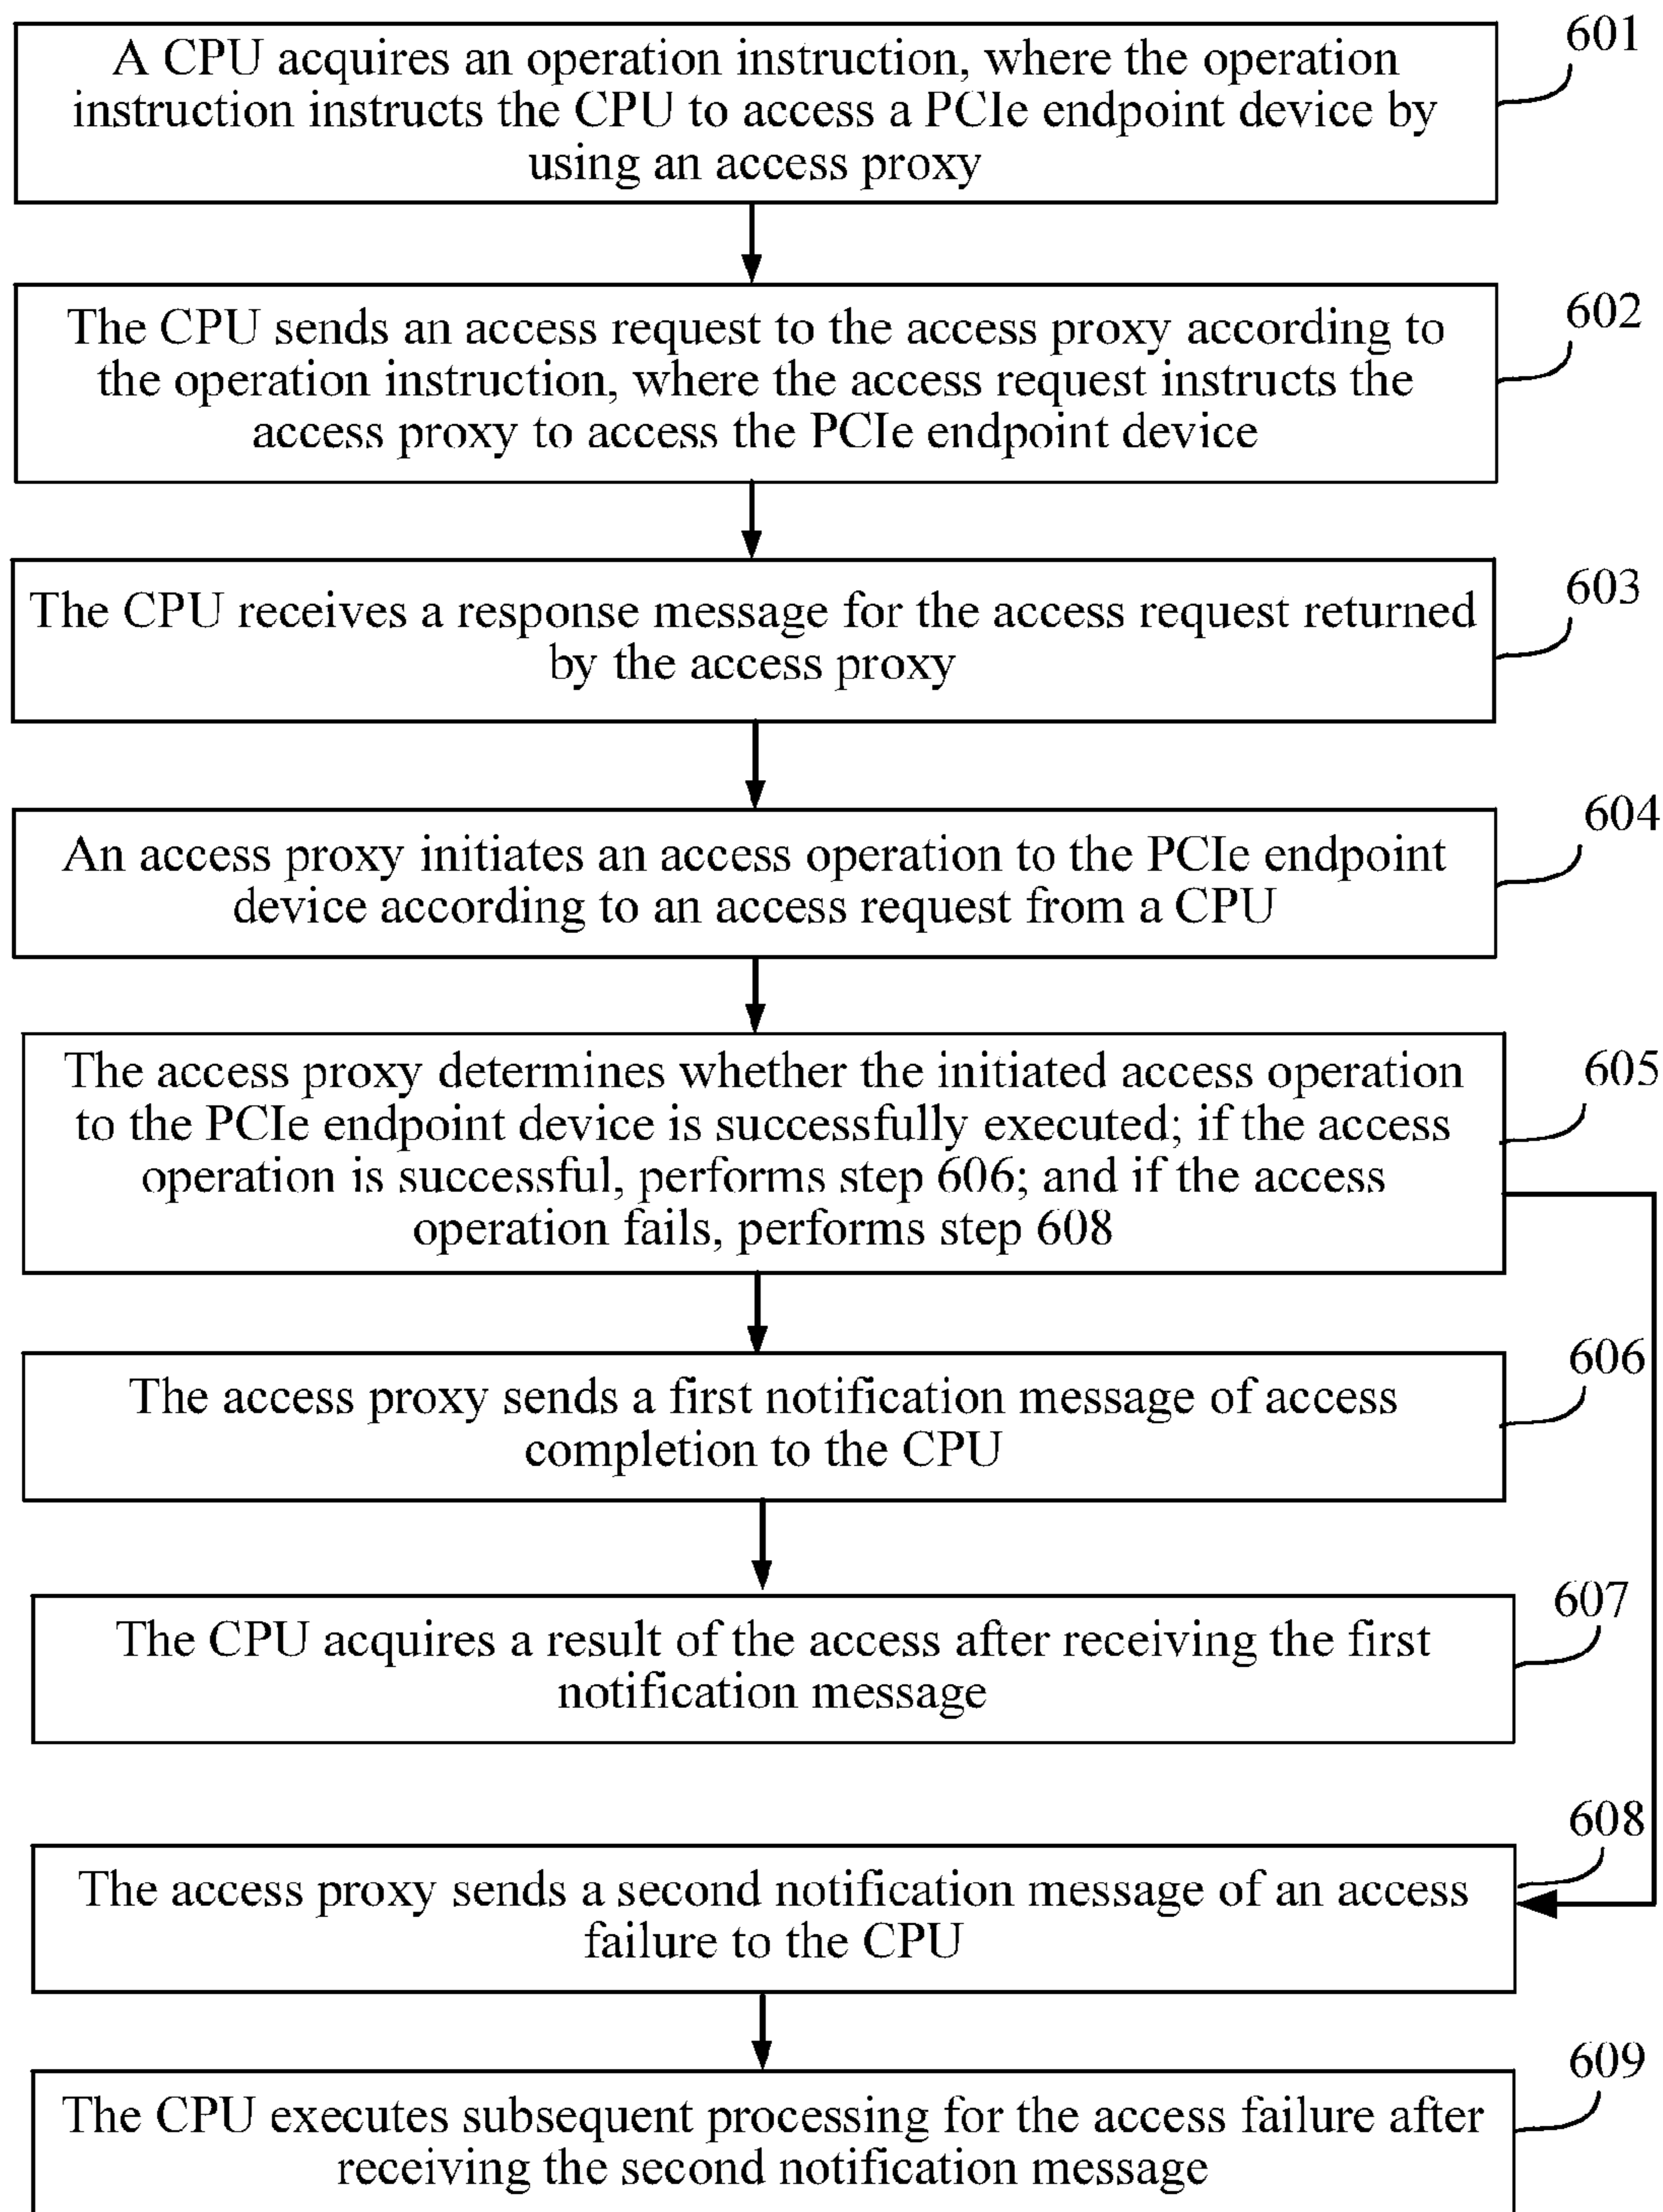 601
A CPU acquires an operation instruction, where the operation
instruction instructs the CPU to access a PCIe endpoint device by
using an access proxy
602
The CPU sends an access request to the access proxy according to
the operation instruction, where the access request instructs the
access proxy to access the PCIe endpoint device
603
The CPU receives a response message for the access request returned
by the access proxy
604
An access proxy initiates an access operation to the PCIe endpoint
device according to an access request from a CPU
605
The access proxy determines whether the initiated access operation
to the PCIe endpoint device is successfully executed; if the access
operation is successful, performs step 606; and if the access
operation fails, performs step 608
606
The access proxy sends a first notification message of access
completion to the CPU
607
The CPU acquires a result of the access after receiving the first
notification message
608
The access proxy sends a second notification message of an access
failure to the CPU
609
The CPU executes subsequent processing for the access failure after
receiving the second notification message